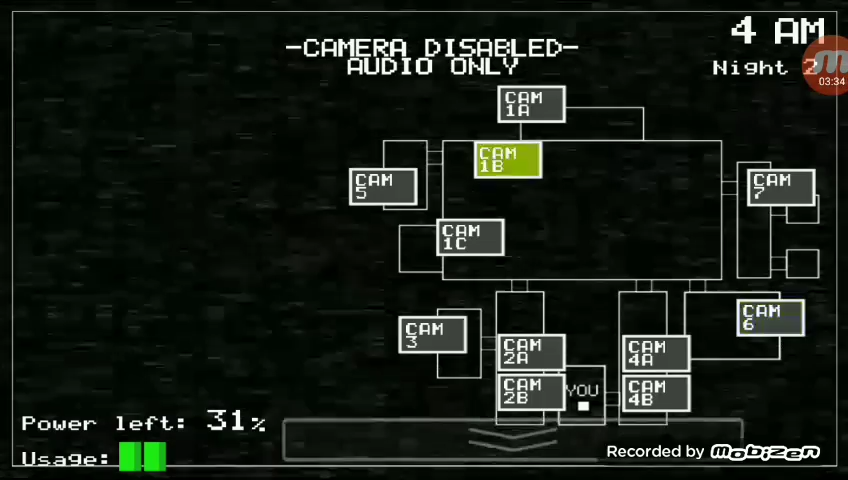 4 AM
-CAMERA DISABLED-
AUDIO ONLY
Night 2
03:34
CAM
1A
CAM
1B
CAM
5
CAM
7
CAM
1C
CAM
6
CAM
3
CAM
2A
CAM
4A
CAM
2B
YOU
CAM
4B
Power left: 31%
Usage:
Recorded by Mobizen